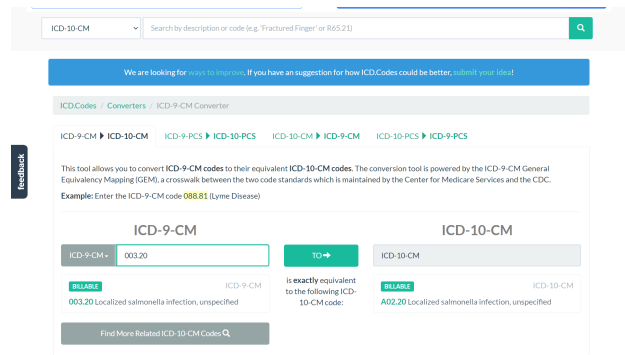 ICD-10-CM
Search by description or code (e.g. 'Fractured Finger' or R65.21)
We are looking for ways to improve. If you have an suggestion for how ICD.Codes could be better, submit your idea!
ICD.Codes / Converters / ICD-9-CM Converter
ICD-9-CM ICD-10-CM ICD-9-PCS ICD-10-PCS ICD-10-CM ICD-9-CM ICD-10-PCS ICD-9-PCS
feedback
This tool allows you to convert ICD-9-CM codes to their equivalent ICD-10-CM codes. The conversion tool is powered by the ICD-9-CM General
Equivalency Mapping (GEM), a crosswalk between the two code standards which is maintained by the Center for Medicare Services and the CDC.
Example: Enter the ICD-9-CM code 088.81 (Lyme Disease)
ICD-9-CM
ICD-9-CM 003.20
BILLABLE ICD-9-CM
003.20 Localized salmonella infection, unspecified
Find More Related ICD-10-CM Codes
TO
is exactly equivalent
to the following ICD-
10-CM code:
ICD-10-CM
ICD-10-CM
BILLABLE ICD-10-CM
A02.20 Localized salmonella infection, unspecified